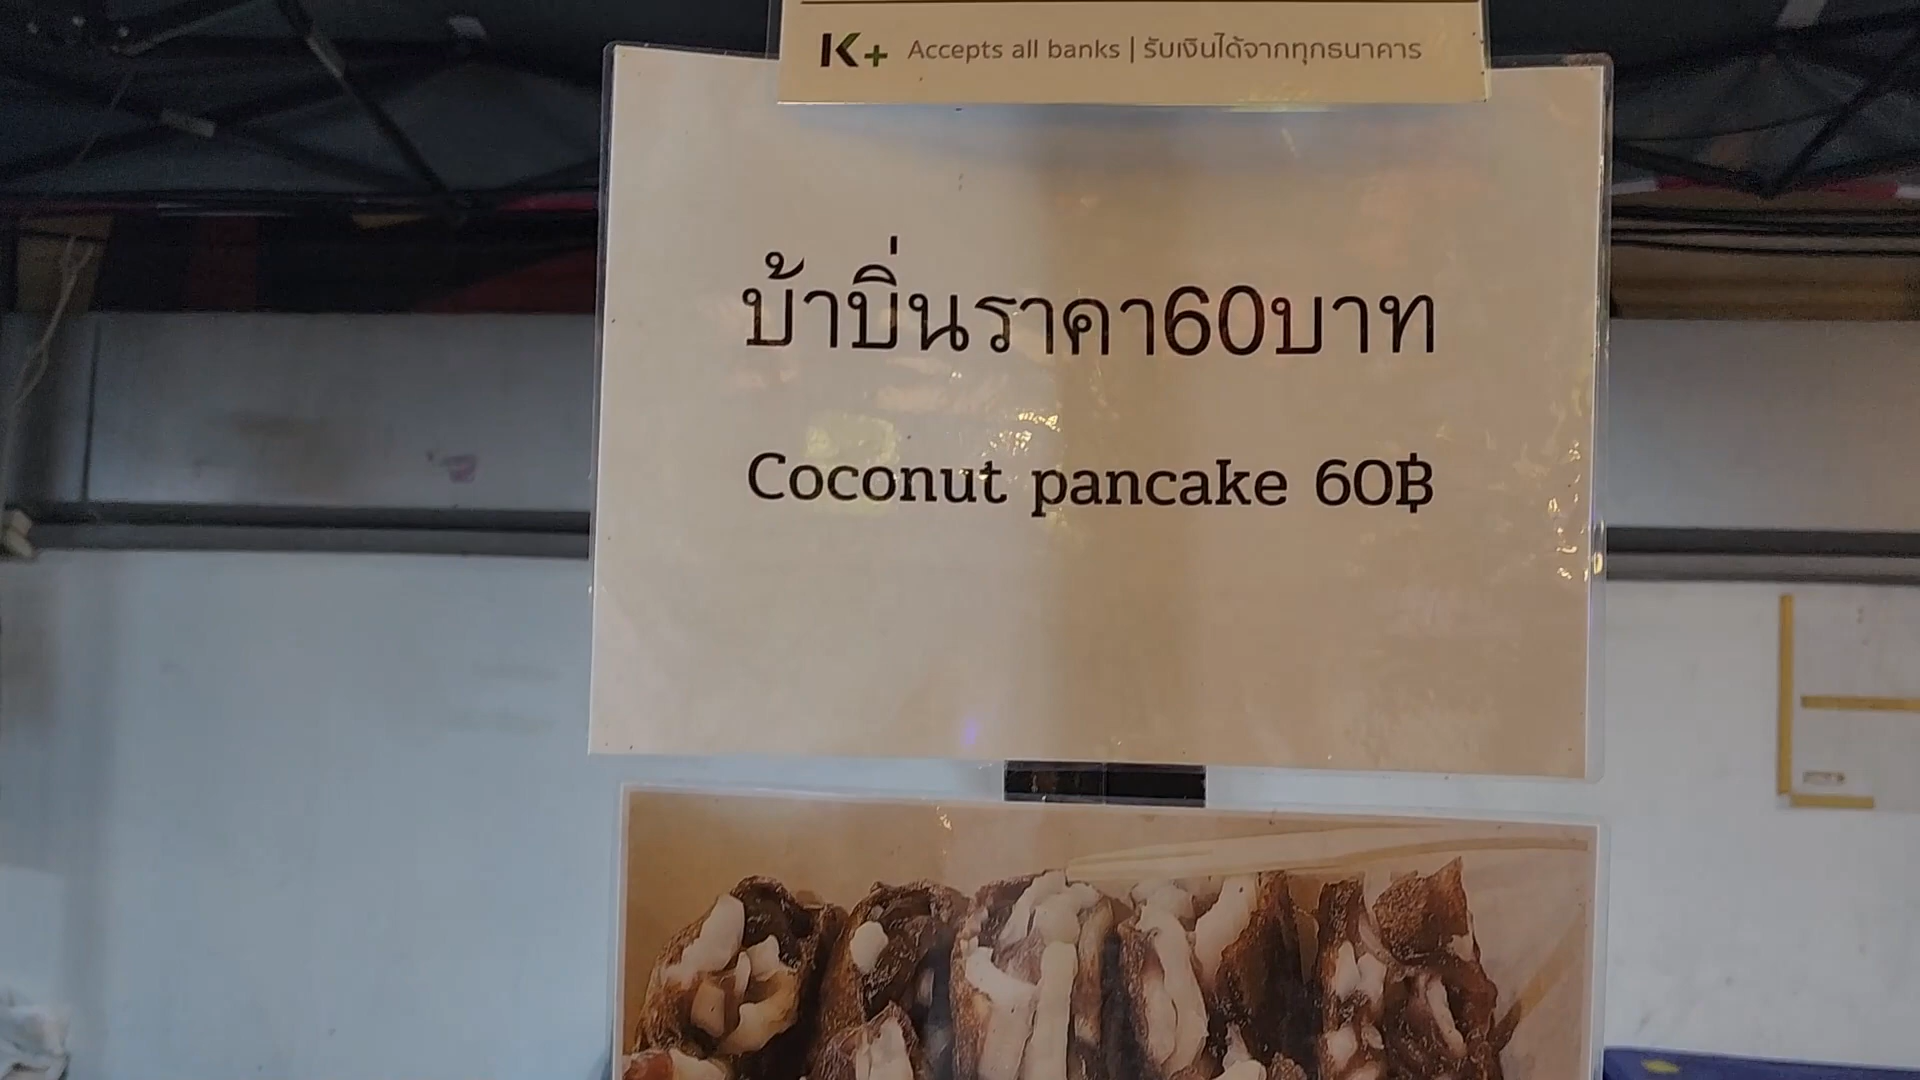 K+ Accepts all banks | รับเงินได้จากทุกธนาคาร
บ้าบิ่นราคา60บาท
Coconut pancake 60฿